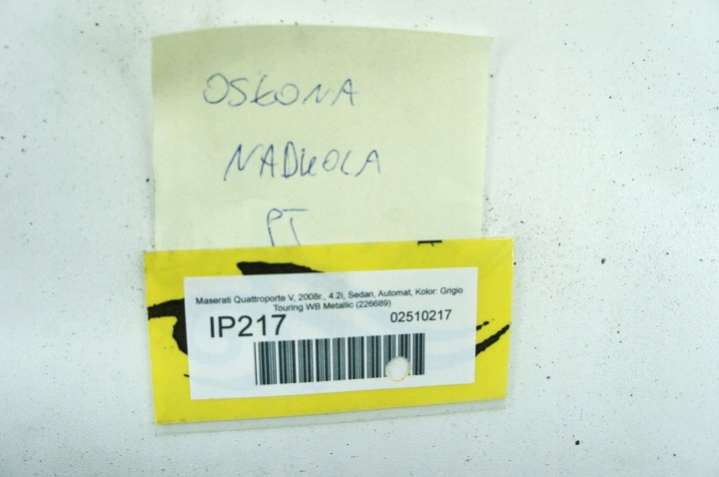 OSŁONA
NADKOLA
PT
Maserati Quattroporte V, 2008r., 4.2i, Sedan, Automat, Kolor: Grigio
Touring WB Metallic (226689)
IP217
02510217